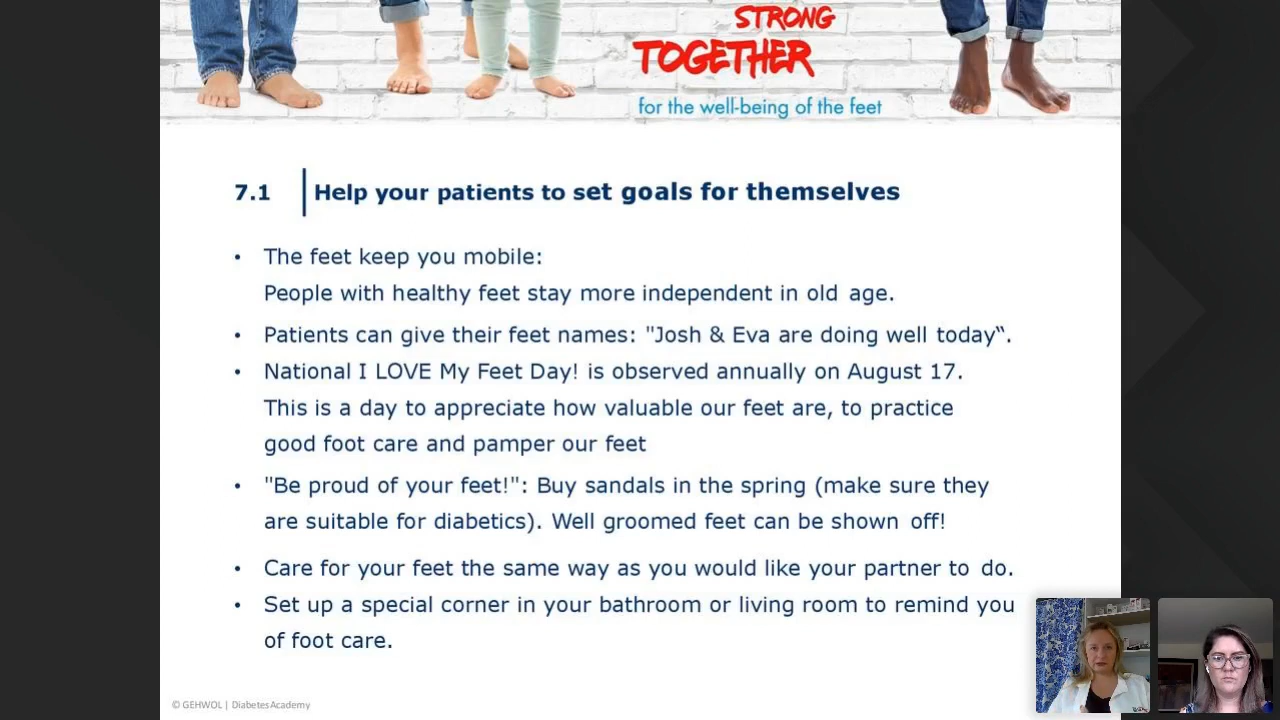 STRONG
TOGETHER
for the well-being of the feet
7.1 Help your patients to set goals for themselves
• The feet keep you mobile:
People with healthy feet stay more independent in old age.
• Patients can give their feet names: "Josh & Eva are doing well today“.
• National I LOVE My Feet Day! is observed annually on August 17.
This is a day to appreciate how valuable our feet are, to practice
good foot care and pamper our feet
• "Be proud of your feet!": Buy sandals in the spring (make sure they
are suitable for diabetics). Well groomed feet can be shown off!
• Care for your feet the same way as you would like your partner to do.
• Set up a special corner in your bathroom or living room to remind you
of foot care.
© GEHWOL | DiabetesAcademy